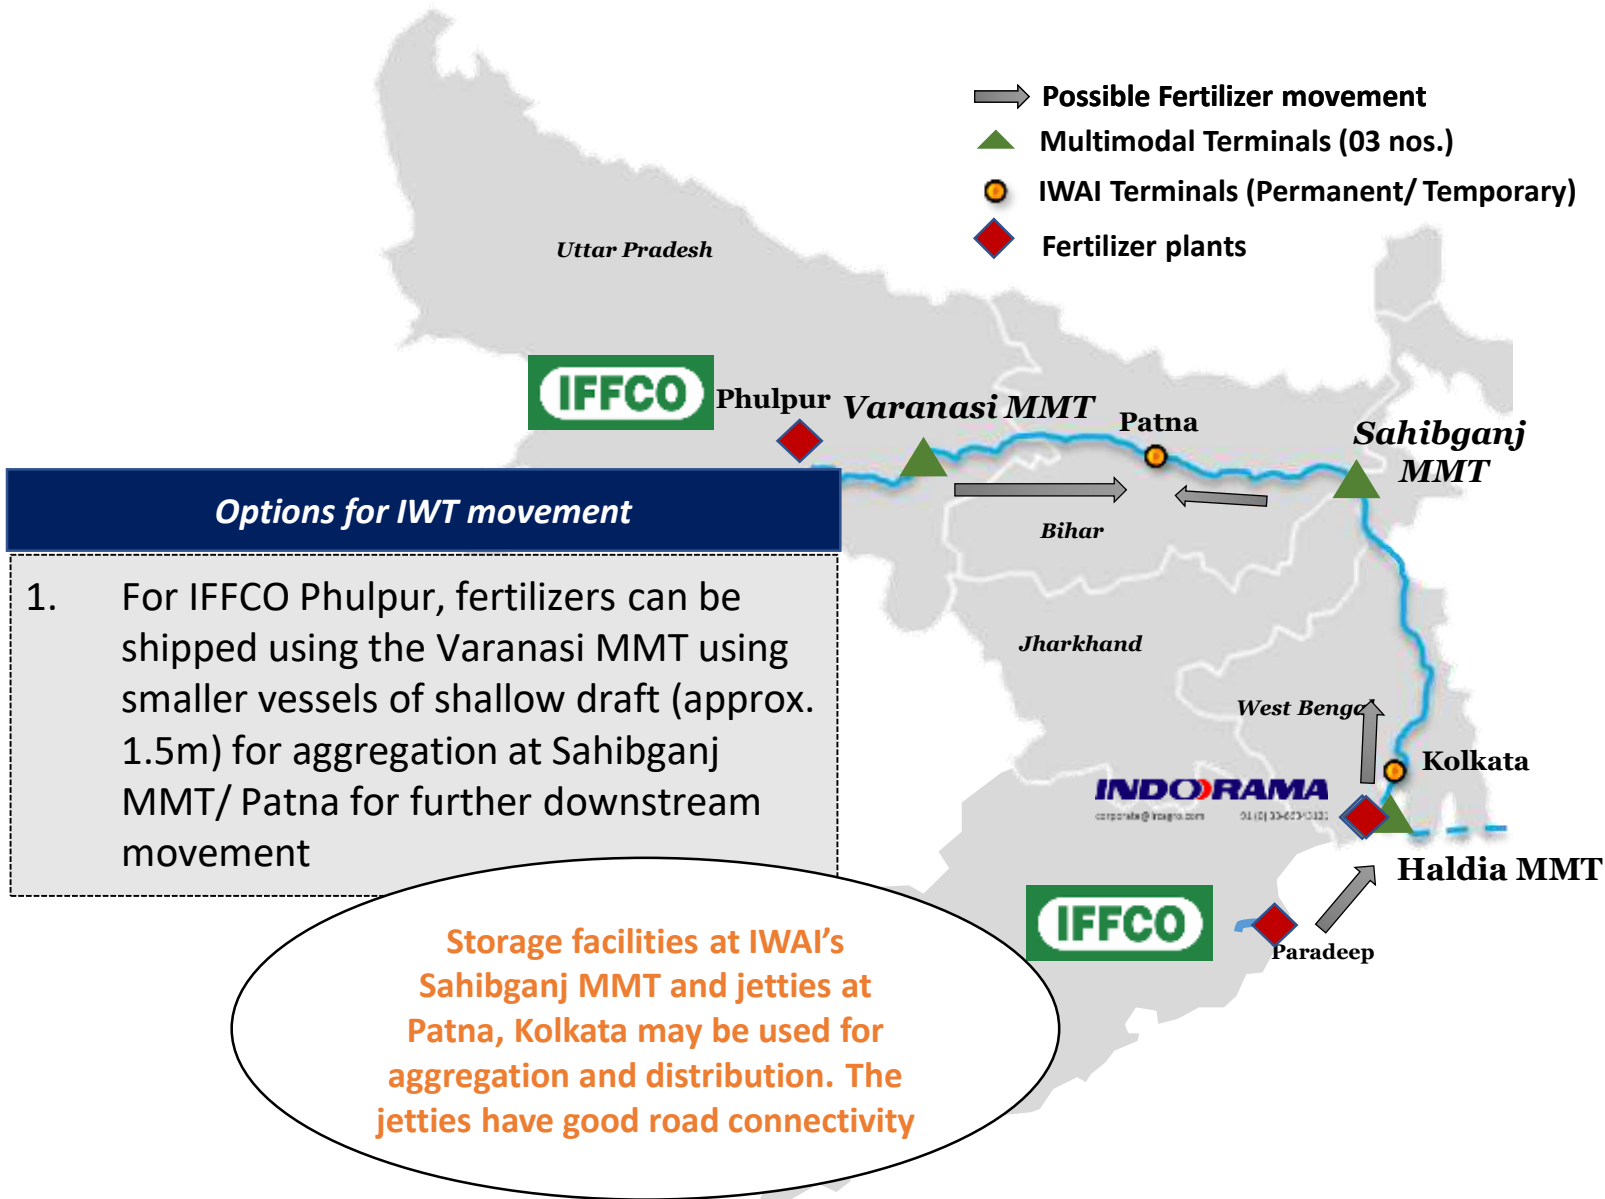 Possible Fertilizer movement
Multimodal Terminals (03 nos.)
IWAI Terminals (Permanent/ Temporary)
Fertilizer plants
Uttar Pradesh
IFFCO
Phulpur
Varanasi MMT
Patna
Sahibganj
MMT
Options for IWT movement
Bihar
1. For IFFCO Phulpur, fertilizers can be
shipped using the Varanasi MMT using
smaller vessels of shallow draft (approx.
1.5m) for aggregation at Sahibganj
MMT/ Patna for further downstream
movement
Jharkhand
West Benga
Kolkata
INDORAMA
Haldia MMT
IFFCO
Paradeep
Storage facilities at IWAI’s
Sahibganj MMT and jetties at
Patna, Kolkata may be used for
aggregation and distribution. The
jetties have good road connectivity